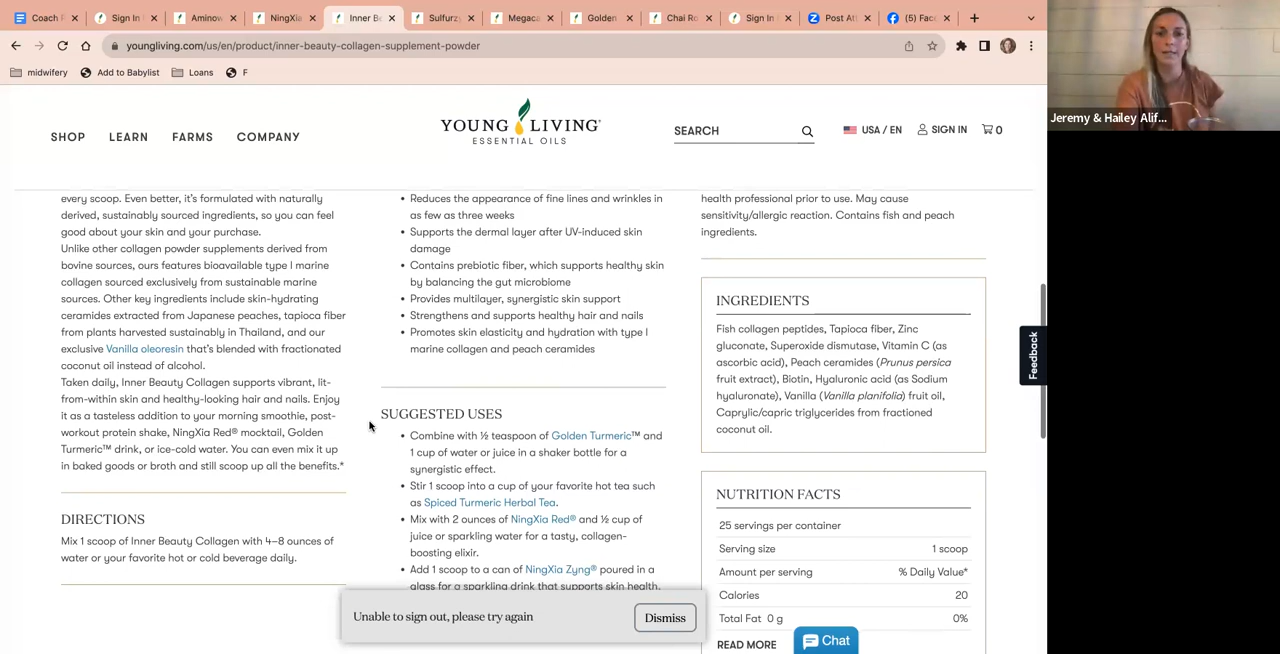 Coach F
Sign In
Aminow
NingXia
Inner Be
Sulfurzy
Megaca
Golden
Chai Ro
Sign In
Post Att
(5) Face
youngliving.com/us/en/product/inner-beauty-collagen-supplement-powder
midwifery
Add to Babylist
Loans
F
SHOP
LEARN
FARMS
COMPANY
YOUNG LIVING
ESSENTIAL OILS
SEARCH
USA / EN
SIGN IN
0
every scoop. Even better, it's formulated with naturally
derived, sustainably sourced ingredients, so you can feel
good about your skin and your purchase.
Unlike other collagen powder supplements derived from
bovine sources, ours features bioavailable type I marine
collagen sourced exclusively from sustainable marine
sources. Other key ingredients include skin-hydrating
ceramides extracted from Japanese peaches, tapioca fiber
from plants harvested sustainably in Thailand, and our
exclusive Vanilla oleoresin that's blended with fractionated
coconut oil instead of alcohol.
Taken daily, Inner Beauty Collagen supports vibrant, lit-
from-within skin and healthy-looking hair and nails. Enjoy
it as a tasteless addition to your morning smoothie, post-
workout protein shake, NingXia Red® mocktail, Golden
Turmeric™ drink, or ice-cold water. You can even mix it up
in baked goods or broth and still scoop up all the benefits.*
DIRECTIONS
Mix 1 scoop of Inner Beauty Collagen with 4–8 ounces of
water or your favorite hot or cold beverage daily.
• Reduces the appearance of fine lines and wrinkles in
as few as three weeks
• Supports the dermal layer after UV-induced skin
damage
• Contains prebiotic fiber, which supports healthy skin
by balancing the gut microbiome
• Provides multilayer, synergistic skin support
• Strengthens and supports healthy hair and nails
• Promotes skin elasticity and hydration with type I
marine collagen and peach ceramides
SUGGESTED USES
• Combine with ½ teaspoon of Golden Turmeric™ and
1 cup of water or juice in a shaker bottle for a
synergistic effect.
• Stir 1 scoop into a cup of your favorite hot tea such
as Spiced Turmeric Herbal Tea.
• Mix with 2 ounces of NingXia Red® and ½ cup of
juice or sparkling water for a tasty, collagen-
boosting elixir.
• Add 1 scoop to a can of NingXia Zyng® poured in a
glass for a sparkling drink that supports skin health.
health professional prior to use. May cause
sensitivity/allergic reaction. Contains fish and peach
ingredients.
INGREDIENTS
Fish collagen peptides, Tapioca fiber, Zinc
gluconate, Superoxide dismutase, Vitamin C (as
ascorbic acid), Peach ceramides (Prunus persica
fruit extract), Biotin, Hyaluronic acid (as Sodium
hyaluronate), Vanilla (Vanilla planifolia) fruit oil,
Caprylic/capric triglycerides from fractioned
coconut oil.
NUTRITION FACTS
25 servings per container
Serving size 1 scoop
Amount per serving % Daily Value*
Calories 20
Total Fat 0 g 0%
READ MORE
Unable to sign out, please try again
Dismiss
Chat
Feedback
Jeremy & Hailey Alif...